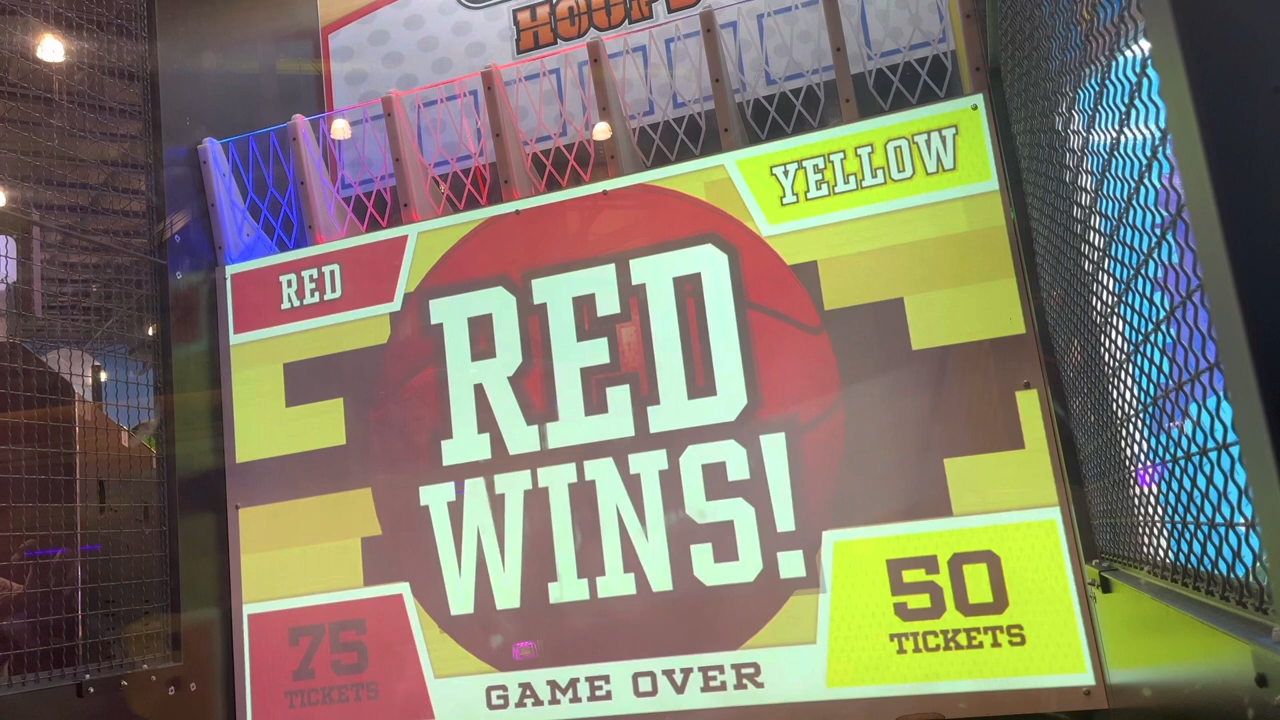 HOOPS
YELLOW
RED
RED
WINS!
75
TICKETS
50
TICKETS
GAME OVER